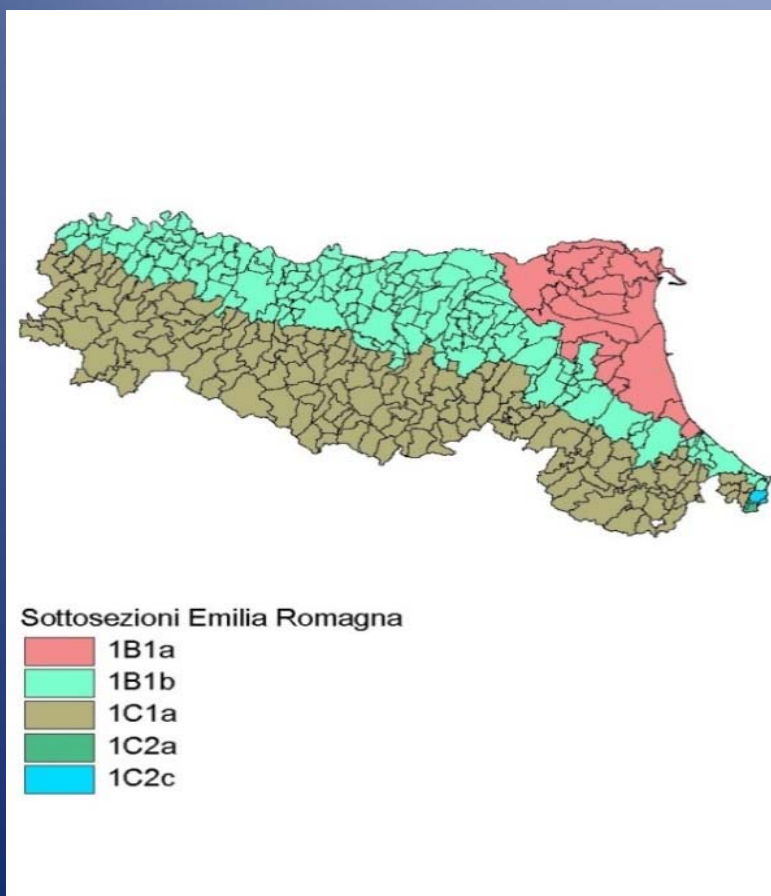 Sottosezioni Emilia Romagna
1B1a
1B1b
1C1a
1C2a
1C2c